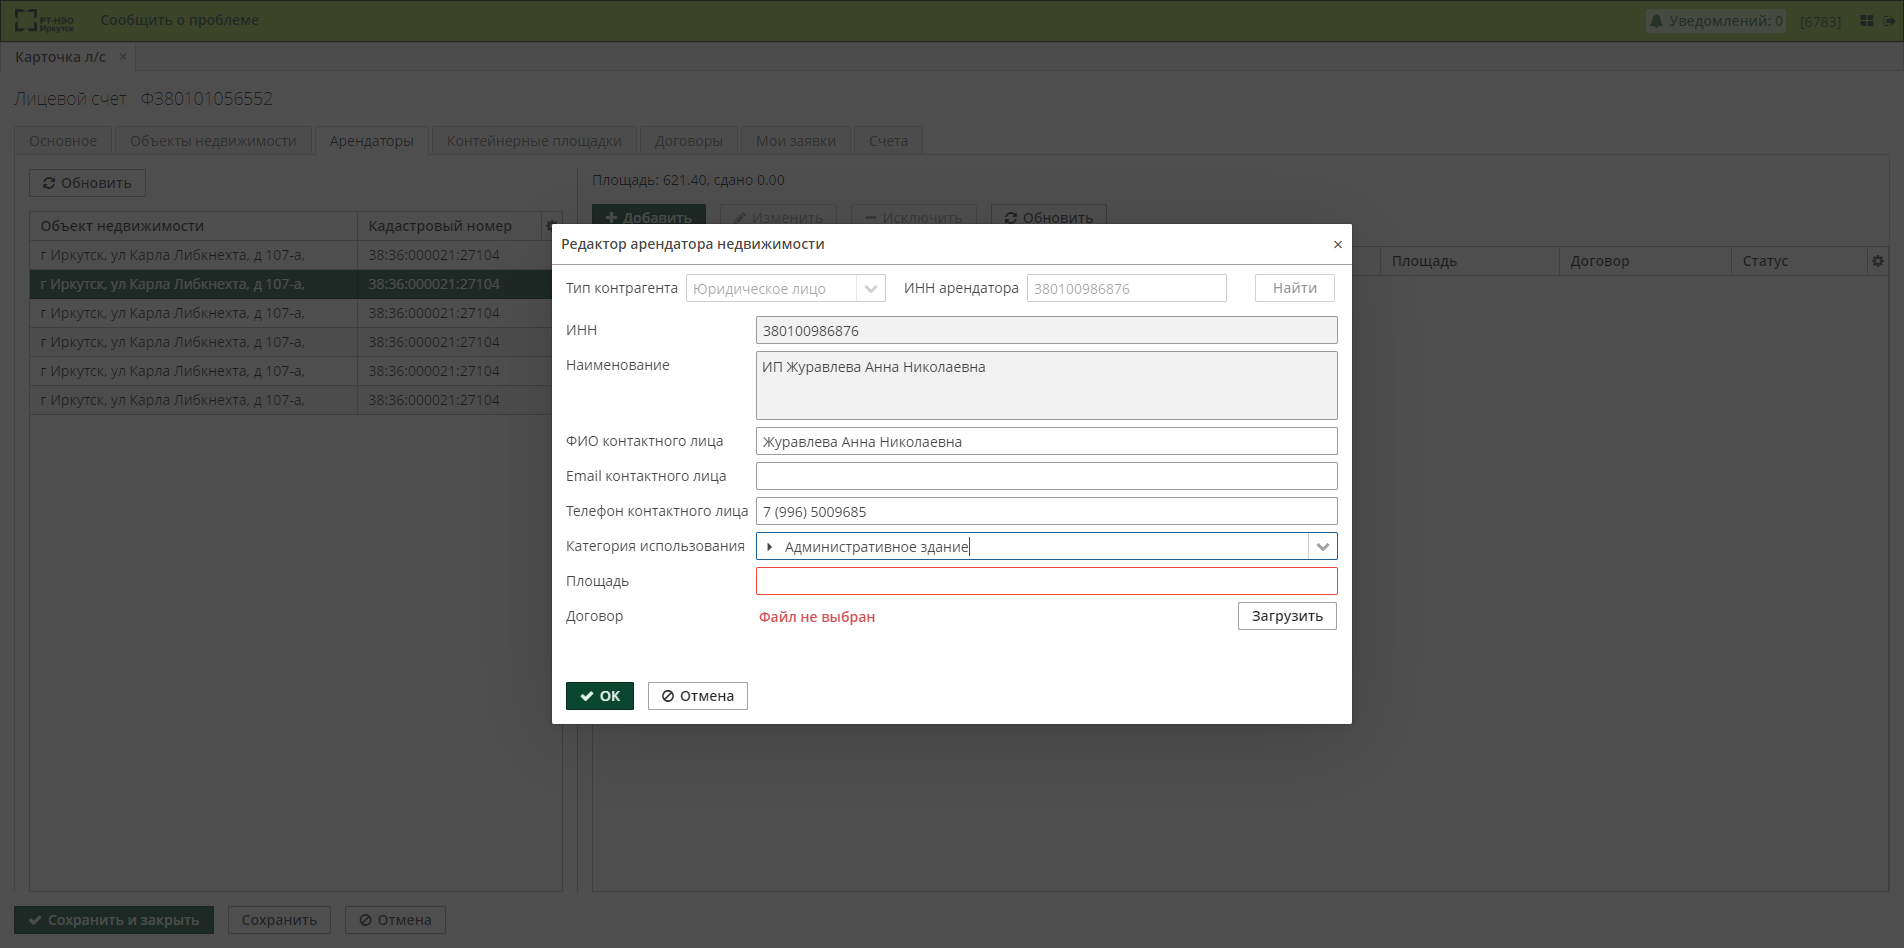 РТ-НЭО
Иркутск
Сообщить о проблеме
Уведомлений: 0
[6783]
Карточка л/с ×
Лицевой счет Ф380101056552
Основное
Объекты недвижимости
Арендаторы
Контейнерные площадки
Договоры
Мои заявки
Счета
Обновить
Объект недвижимости Кадастровый номер
г Иркутск, ул Карла Либкнехта, д 107-а, 38:36:000021:27104
г Иркутск, ул Карла Либкнехта, д 107-а, 38:36:000021:27104
г Иркутск, ул Карла Либкнехта, д 107-а, 38:36:000021:27104
г Иркутск, ул Карла Либкнехта, д 107-а, 38:36:000021:27104
г Иркутск, ул Карла Либкнехта, д 107-а, 38:36:000021:27104
г Иркутск, ул Карла Либкнехта, д 107-а, 38:36:000021:27104
Площадь: 621.40, сдано 0.00
Добавить
Изменить
Исключить
Обновить
Площадь Договор Статус
Редактор арендатора недвижимости ×
Тип контрагента Юридическое лицо ИНН арендатора 380100986876 Найти
ИНН 380100986876
Наименование ИП Журавлева Анна Николаевна
ФИО контактного лица Журавлева Анна Николаевна
Email контактного лица
Телефон контактного лица 7 (996) 5009685
Категория использования Административное здание
Площадь
Договор Файл не выбран Загрузить
ОК Отмена
Сохранить и закрыть Сохранить Отмена